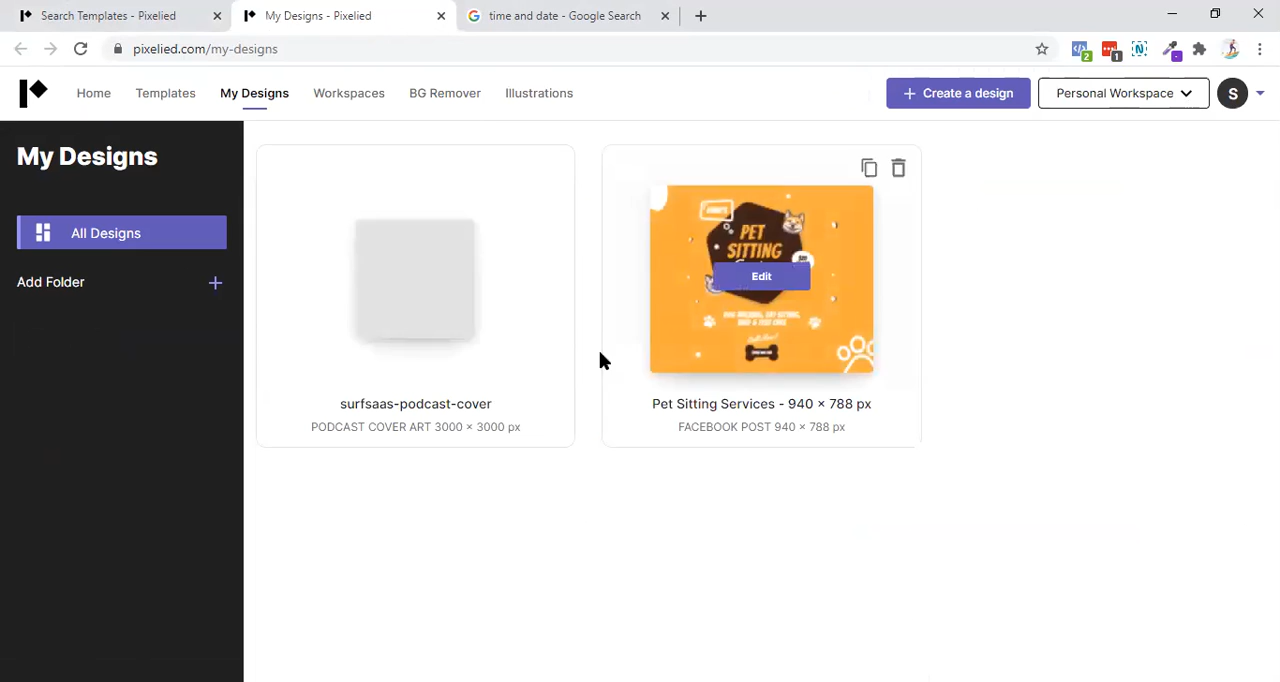 Search Templates - Pixelied
My Designs - Pixelied
time and date - Google Search
pixelied.com/my-designs
2
1
Home
Templates
My Designs
Workspaces
BG Remover
Illustrations
Create a design
Personal Workspace
S
My Designs
All Designs
Add Folder
PET
SITTING
Edit
surfsaas-podcast-cover
PODCAST COVER ART 3000 × 3000 px
Pet Sitting Services - 940 × 788 px
FACEBOOK POST 940 × 788 px